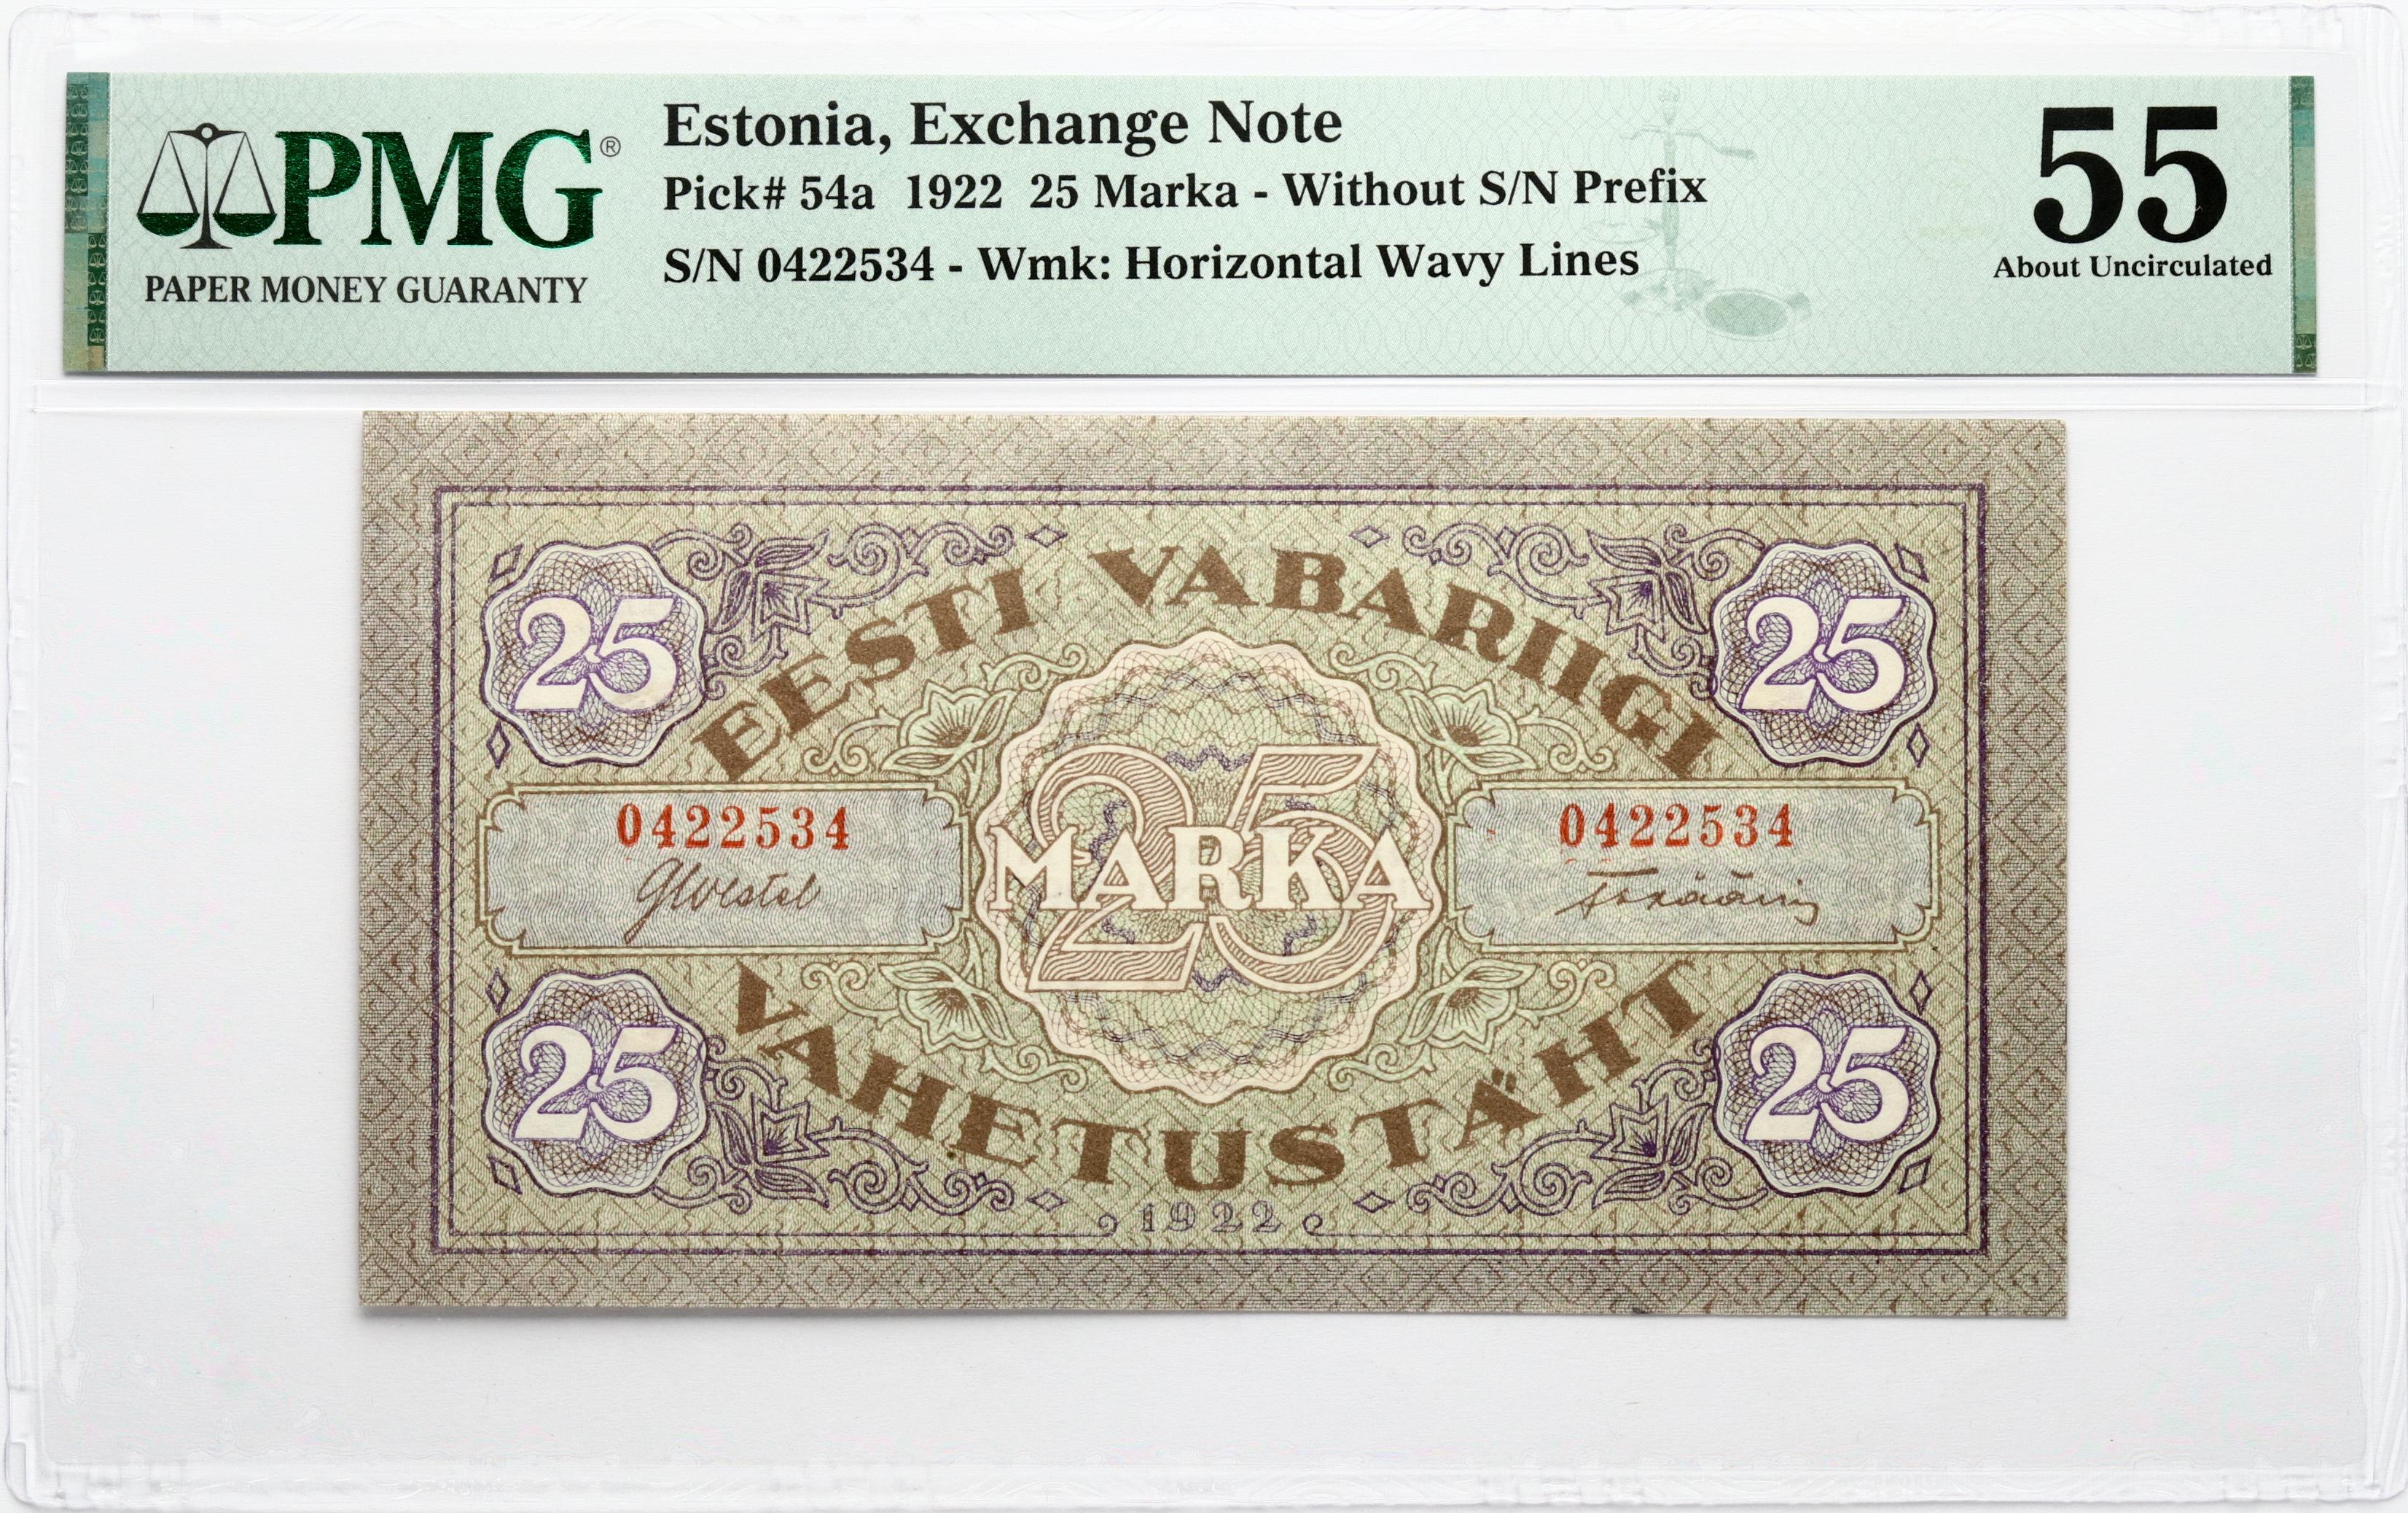 PMG®
PAPER MONEY GUARANTY
Estonia, Exchange Note
Pick# 54a 1922 25 Marka - Without S/N Prefix
S/N 0422534 - Wmk: Horizontal Wavy Lines
55
About Uncirculated
25
25
EESTI VABARIIGI
0422534
25
MARKA
0422534
VAHETUSTÄHT
25
25
1922